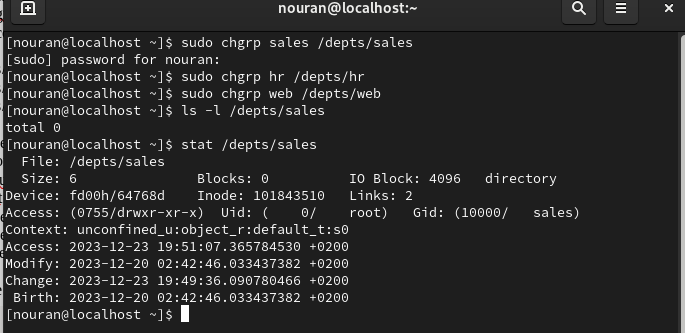 nouran@localhost:~
[nouran@localhost ~]$ sudo chgrp sales /depts/sales
[sudo] password for nouran:
[nouran@localhost ~]$ sudo chgrp hr /depts/hr
[nouran@localhost ~]$ sudo chgrp web /depts/web
[nouran@localhost ~]$ ls -l /depts/sales
total 0
[nouran@localhost ~]$ stat /depts/sales
  File: /depts/sales
  Size: 6               Blocks: 0          IO Block: 4096   directory
Device: fd00h/64768d    Inode: 101843510   Links: 2
Access: (0755/drwxr-xr-x)  Uid: (    0/    root)   Gid: (10000/   sales)
Context: unconfined_u:object_r:default_t:s0
Access: 2023-12-23 19:51:07.365784530 +0200
Modify: 2023-12-20 02:42:46.033437382 +0200
Change: 2023-12-23 19:49:36.090780466 +0200
 Birth: 2023-12-20 02:42:46.033437382 +0200
[nouran@localhost ~]$